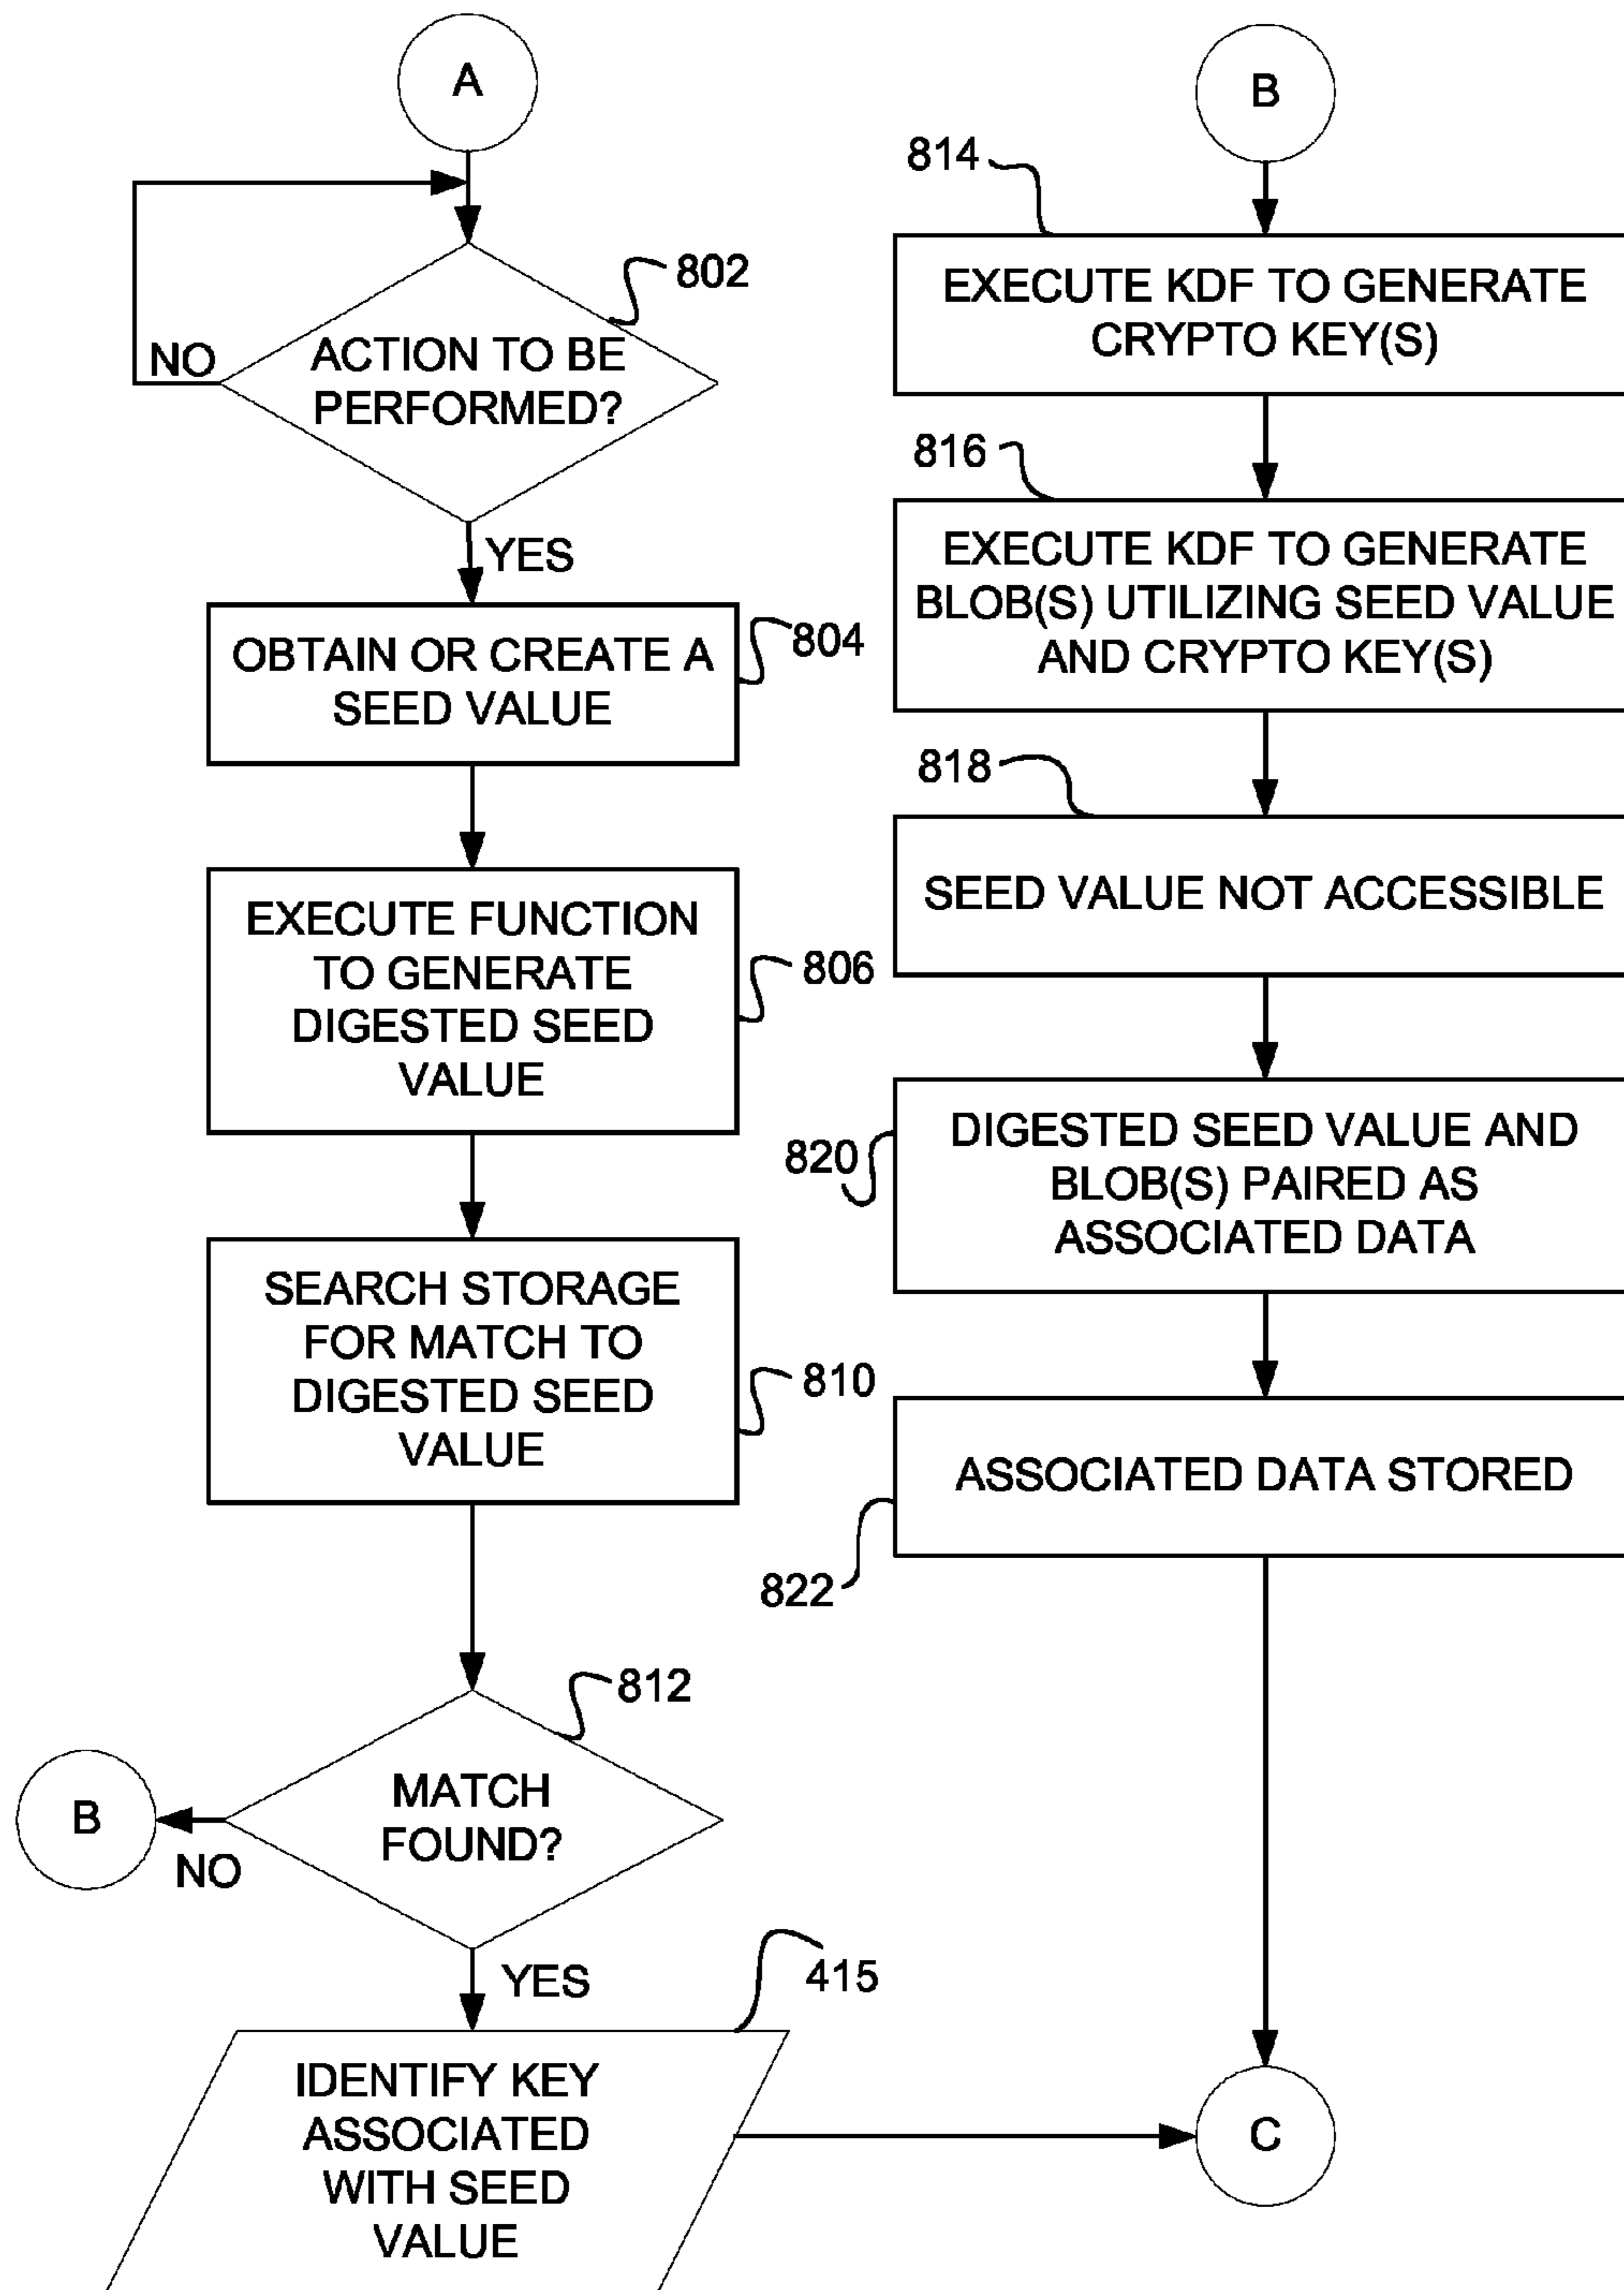 A
802
NO
ACTION TO BE
PERFORMED?
YES
804
OBTAIN OR CREATE A
SEED VALUE
EXECUTE FUNCTION
TO GENERATE
DIGESTED SEED
VALUE
806
SEARCH STORAGE
FOR MATCH TO
DIGESTED SEED
VALUE
810
812
MATCH
FOUND?
B
NO
YES
415
IDENTIFY KEY
ASSOCIATED
WITH SEED
VALUE
B
814
EXECUTE KDF TO GENERATE
CRYPTO KEY(S)
816
EXECUTE KDF TO GENERATE
BLOB(S) UTILIZING SEED VALUE
AND CRYPTO KEY(S)
818
SEED VALUE NOT ACCESSIBLE
820
DIGESTED SEED VALUE AND
BLOB(S) PAIRED AS
ASSOCIATED DATA
ASSOCIATED DATA STORED
822
C